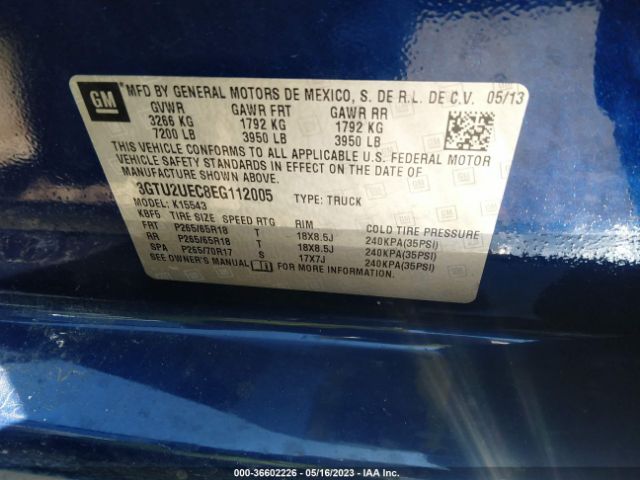 GM
MFD BY GENERAL MOTORS DE MEXICO, S. DE R.L. DE C.V. 05/13
GVWR GAWR FRT GAWR RR
3266 KG 1792 KG 1792 KG
7200 LB 3950 LB 3950 LB
THIS VEHICLE CONFORMS TO ALL APPLICABLE U.S. FEDERAL MOTOR
VEHICLE SAFETY STANDARDS IN EFFECT ON THE DATE OF
MANUFACTURE SHOWN ABOVE.
3GTU2UEC8EG112005 TYPE: TRUCK
MODEL: K15543
KBF6 TIRE SIZE SPEED RTG RIM COLD TIRE PRESSURE
FRT P265/65R18 T 18X8.5J 240KPA(35PSI)
RR P265/65R18 T 18X8.5J 240KPA(35PSI)
SPA P265/70R17 S 17X7J 240KPA(35PSI)
SEE OWNER'S MANUAL FOR MORE INFORMATION.
000-36602226 - 05/16/2023 - IAA Inc.